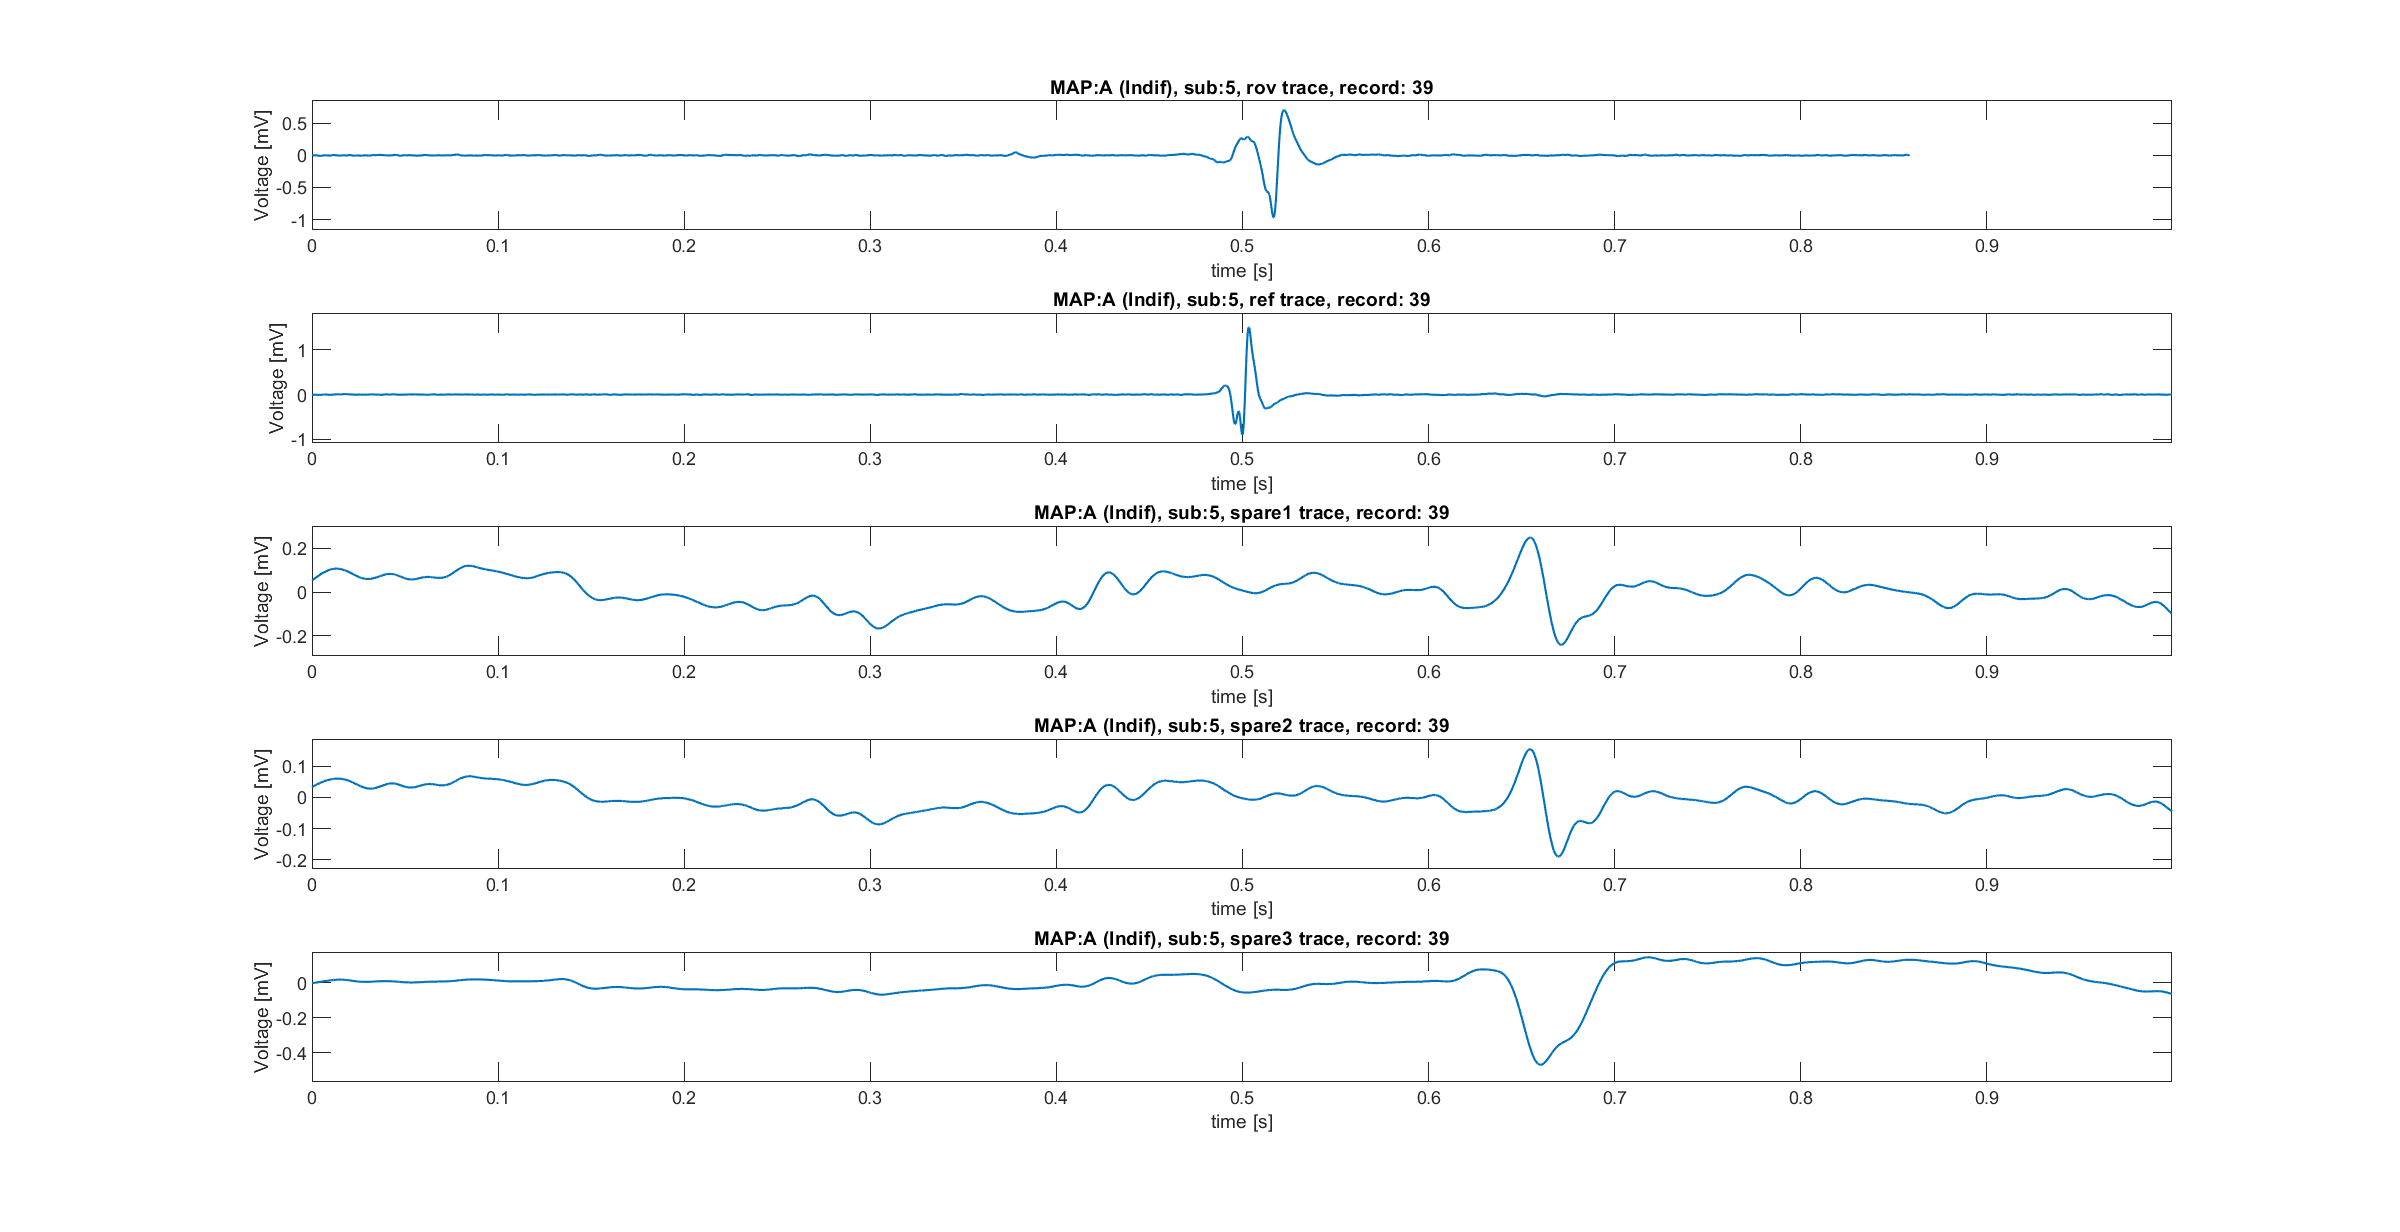 MAP:A (Indif), sub:5, rov trace, record: 39
Voltage [mV]
0.5
0
-0.5
-1
0 0.1 0.2 0.3 0.4 0.5 0.6 0.7 0.8 0.9
time [s]
MAP:A (Indif), sub:5, ref trace, record: 39
Voltage [mV]
1
0
-1
0 0.1 0.2 0.3 0.4 0.5 0.6 0.7 0.8 0.9
time [s]
MAP:A (Indif), sub:5, spare1 trace, record: 39
Voltage [mV]
0.2
0
-0.2
0 0.1 0.2 0.3 0.4 0.5 0.6 0.7 0.8 0.9
time [s]
MAP:A (Indif), sub:5, spare2 trace, record: 39
Voltage [mV]
0.1
0
-0.1
-0.2
0 0.1 0.2 0.3 0.4 0.5 0.6 0.7 0.8 0.9
time [s]
MAP:A (Indif), sub:5, spare3 trace, record: 39
Voltage [mV]
0
-0.2
-0.4
0 0.1 0.2 0.3 0.4 0.5 0.6 0.7 0.8 0.9
time [s]